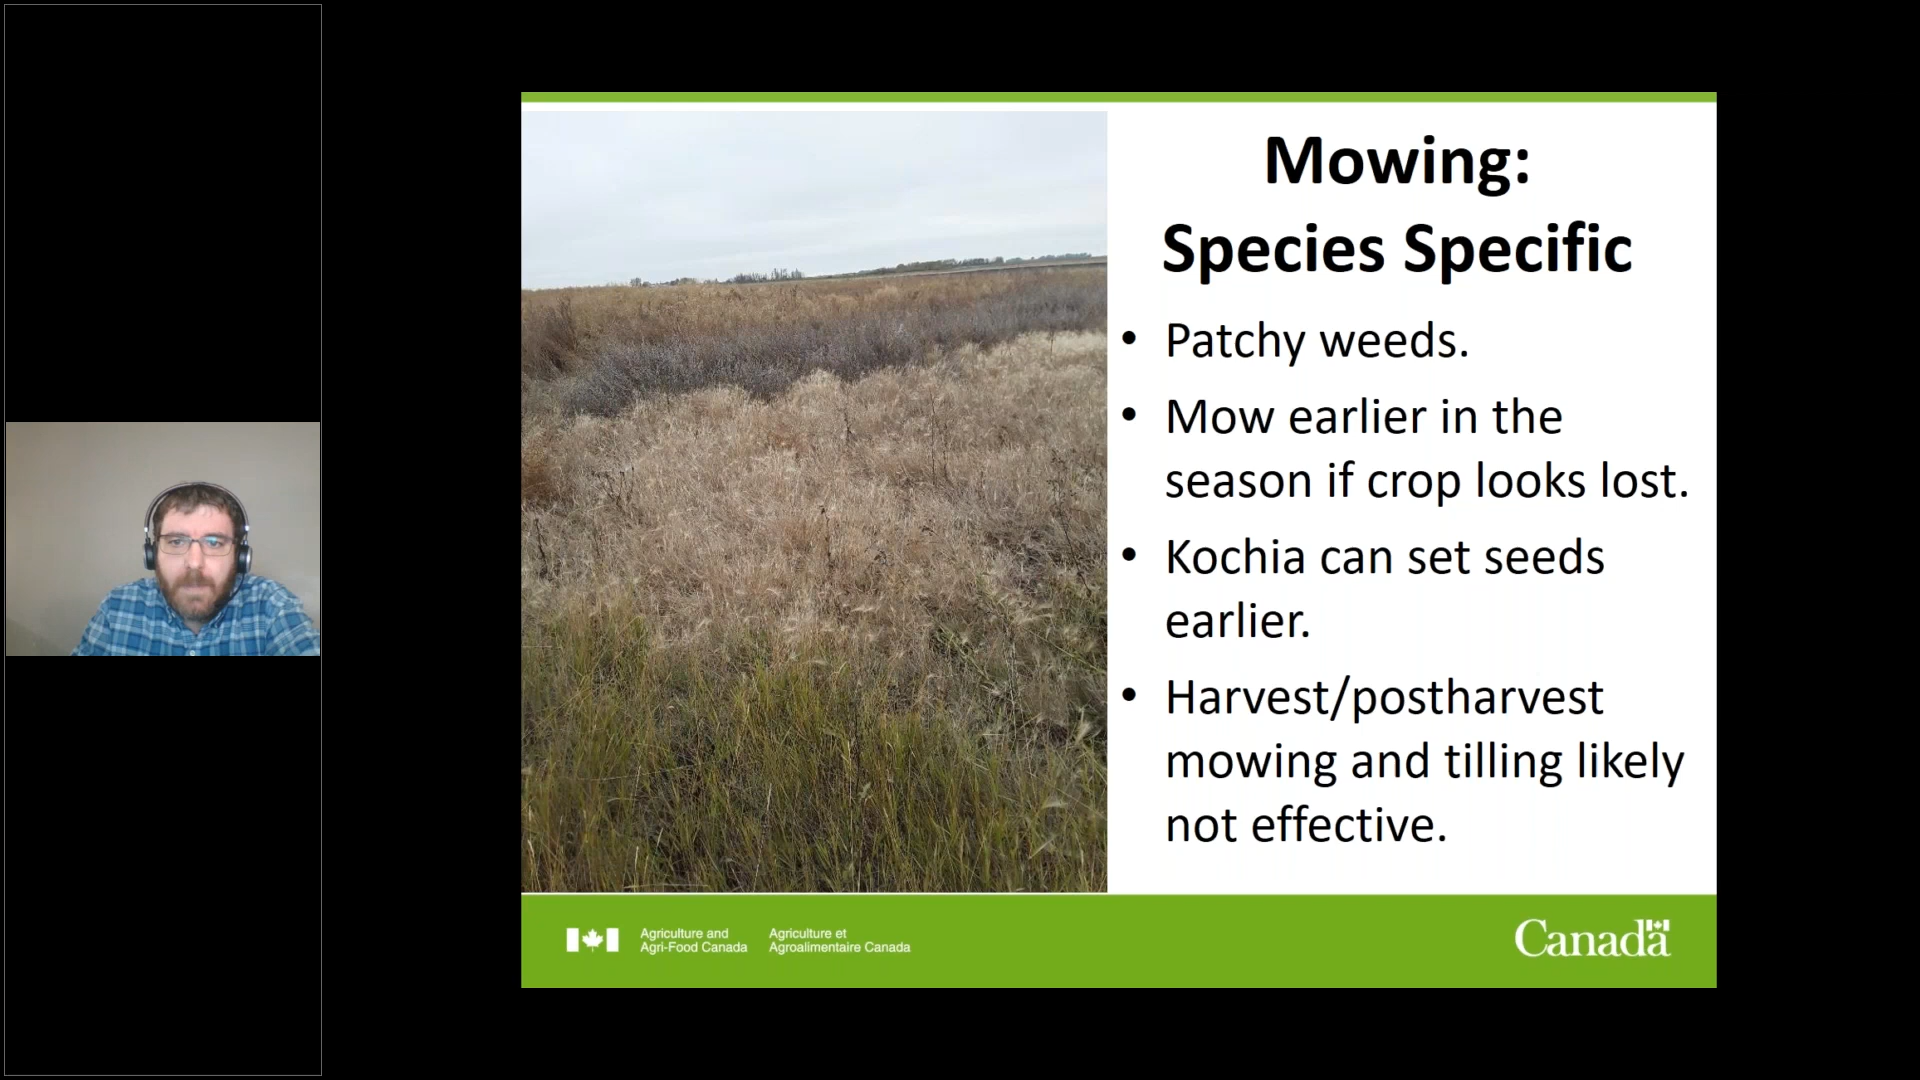 Mowing:
Species Specific
• Patchy weeds.
• Mow earlier in the
season if crop looks lost.
• Kochia can set seeds
earlier.
• Harvest/postharvest
mowing and tilling likely
not effective.
Agriculture and
Agri-Food Canada
Agriculture et
Agroalimentaire Canada
Canada